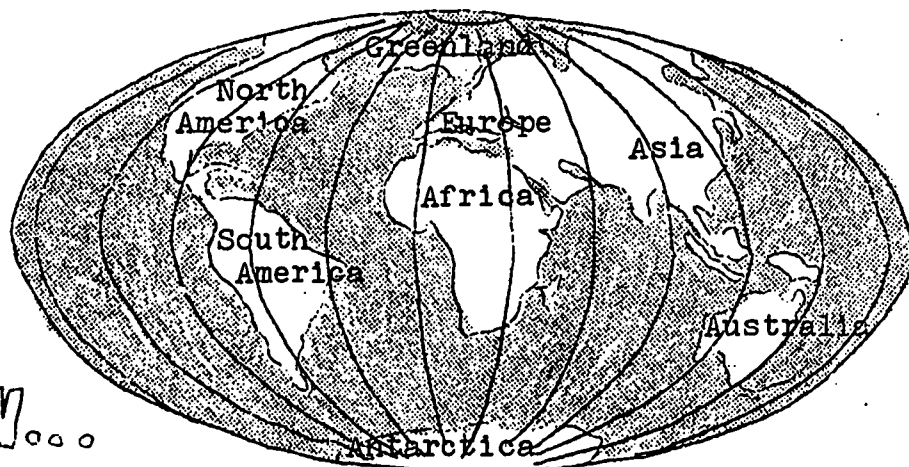 Greenland
North
America
Europe
Asia
Africa
South
America
Australia
Antarctica